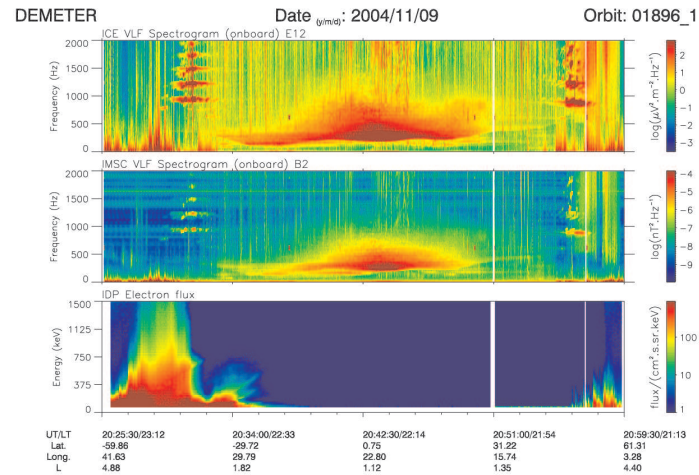 DEMETER Date (y/m/d): 2004/11/09 Orbit: 01896_1
ICE VLF Spectrogram (onboard) E12
2000
1500
1000
500
0
Frequency (Hz)
2
1
0
−1
−2
−3
log(μV².m⁻².Hz⁻¹)
IMSC VLF Spectrogram (onboard) B2
2000
1500
1000
500
0
Frequency (Hz)
−4
−5
−6
−7
−8
−9
log(nT².Hz⁻¹)
IDP Electron flux
1500
1125
750
375
0
Energy (keV)
100
10
1
flux/(cm².s.sr.keV)
UT/LT 20:25:30/23:12 20:34:00/22:33 20:42:30/22:14 20:51:00/21:54 20:59:30/21:13
Lat. -59.86 -29.72 0.75 31.22 61.31
Long. 41.63 29.79 22.80 15.74 3.28
L 4.88 1.82 1.12 1.35 4.40